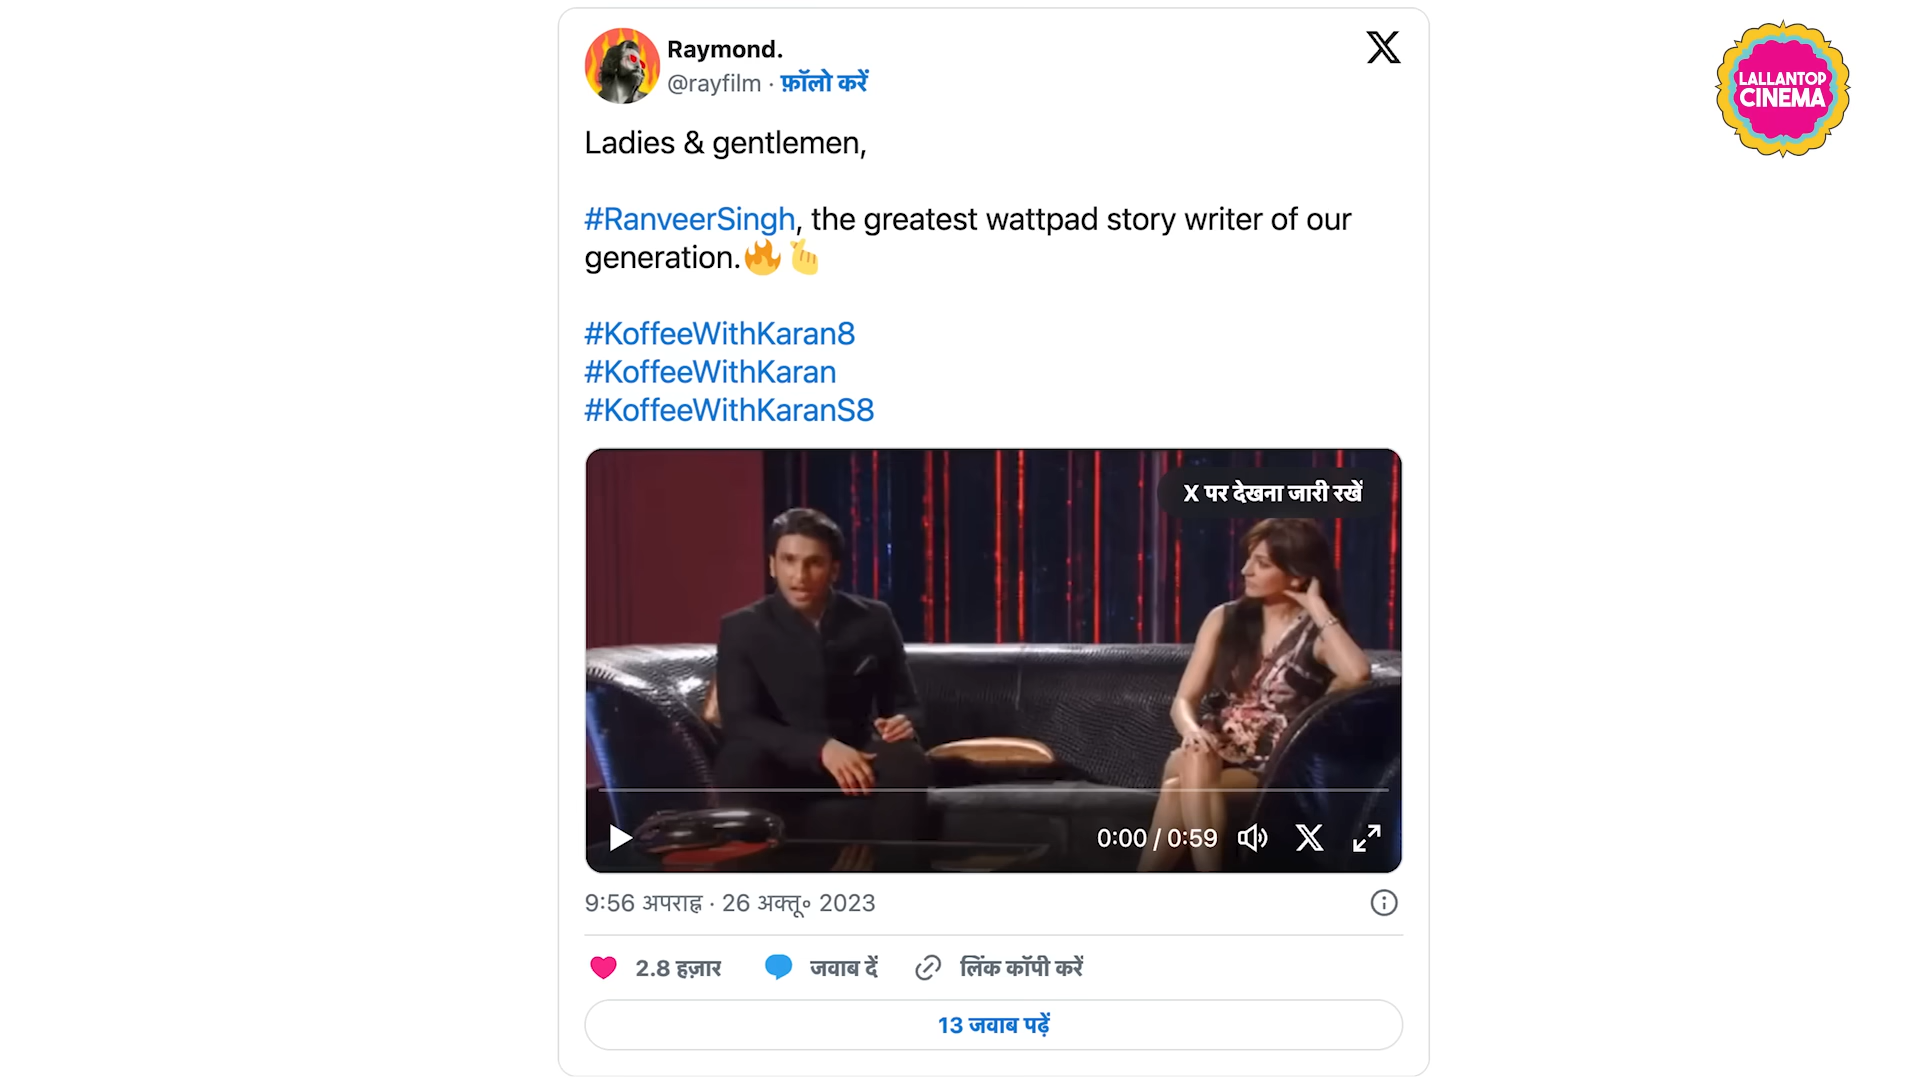 Raymond.
@rayfilm · फ़ॉलो करें
LALLANTOP
CINEMA
Ladies & gentlemen,
#RanveerSingh, the greatest wattpad story writer of our
generation.
#KoffeeWithKaran8
#KoffeeWithKaran
#KoffeeWithKaranS8
X पर देखना जारी रखें
0:00 / 0:59
9:56 अपराह्न · 26 अक्तू॰ 2023
2.8 हज़ार जवाब दें लिंक कॉपी करें
13 जवाब पढ़ें